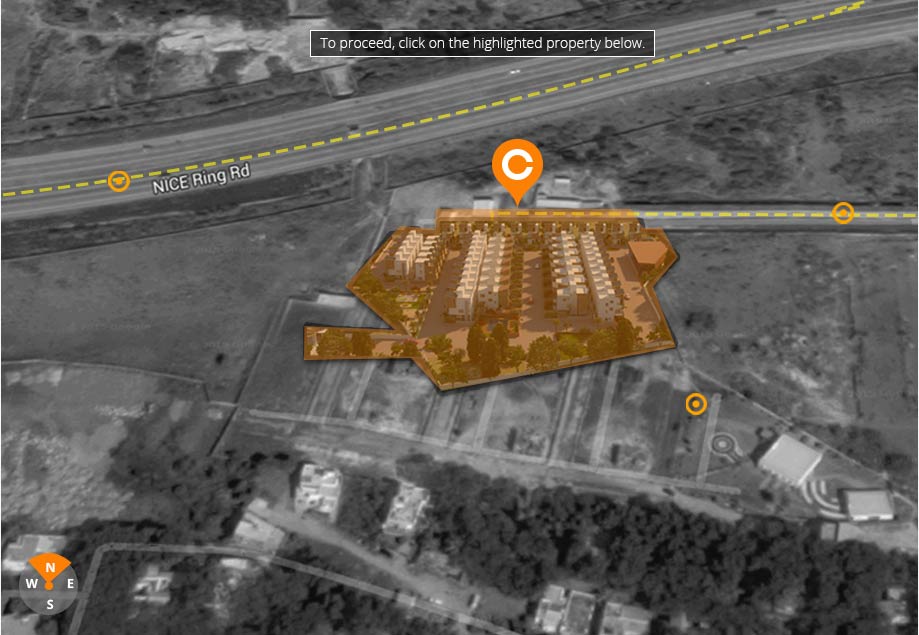 To proceed, click on the highlighted property below.
NICE Ring Rd
N
W E
S